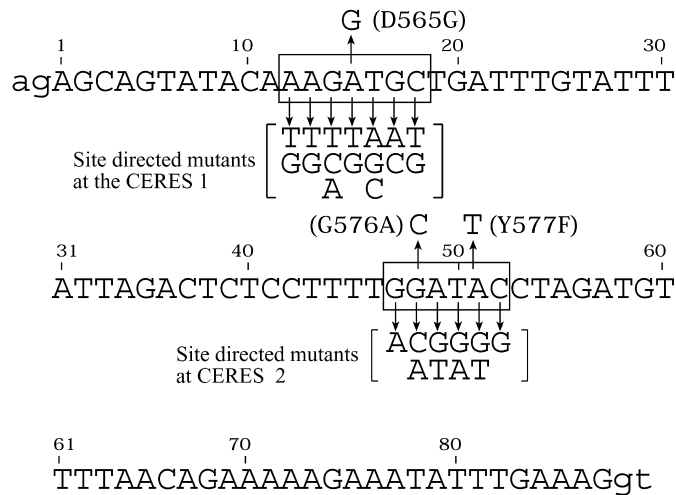 G (D565G)
1 10 20 30
agAGCAGTATACAAAGATGCTGATTTGTATTT
TTTTAAT
Site directed mutants
GGCGGCG
at the CERES 1
A C
(G576A) C T (Y577F)
31 40 50 60
ATTAGACTCTCCTTTTGGATACCTAGATGT
ACGGGG
Site directed mutants
ATAT
at CERES 2
61 70 80
TTTAACAGAAAAAGAAATATTTGAAAGgt